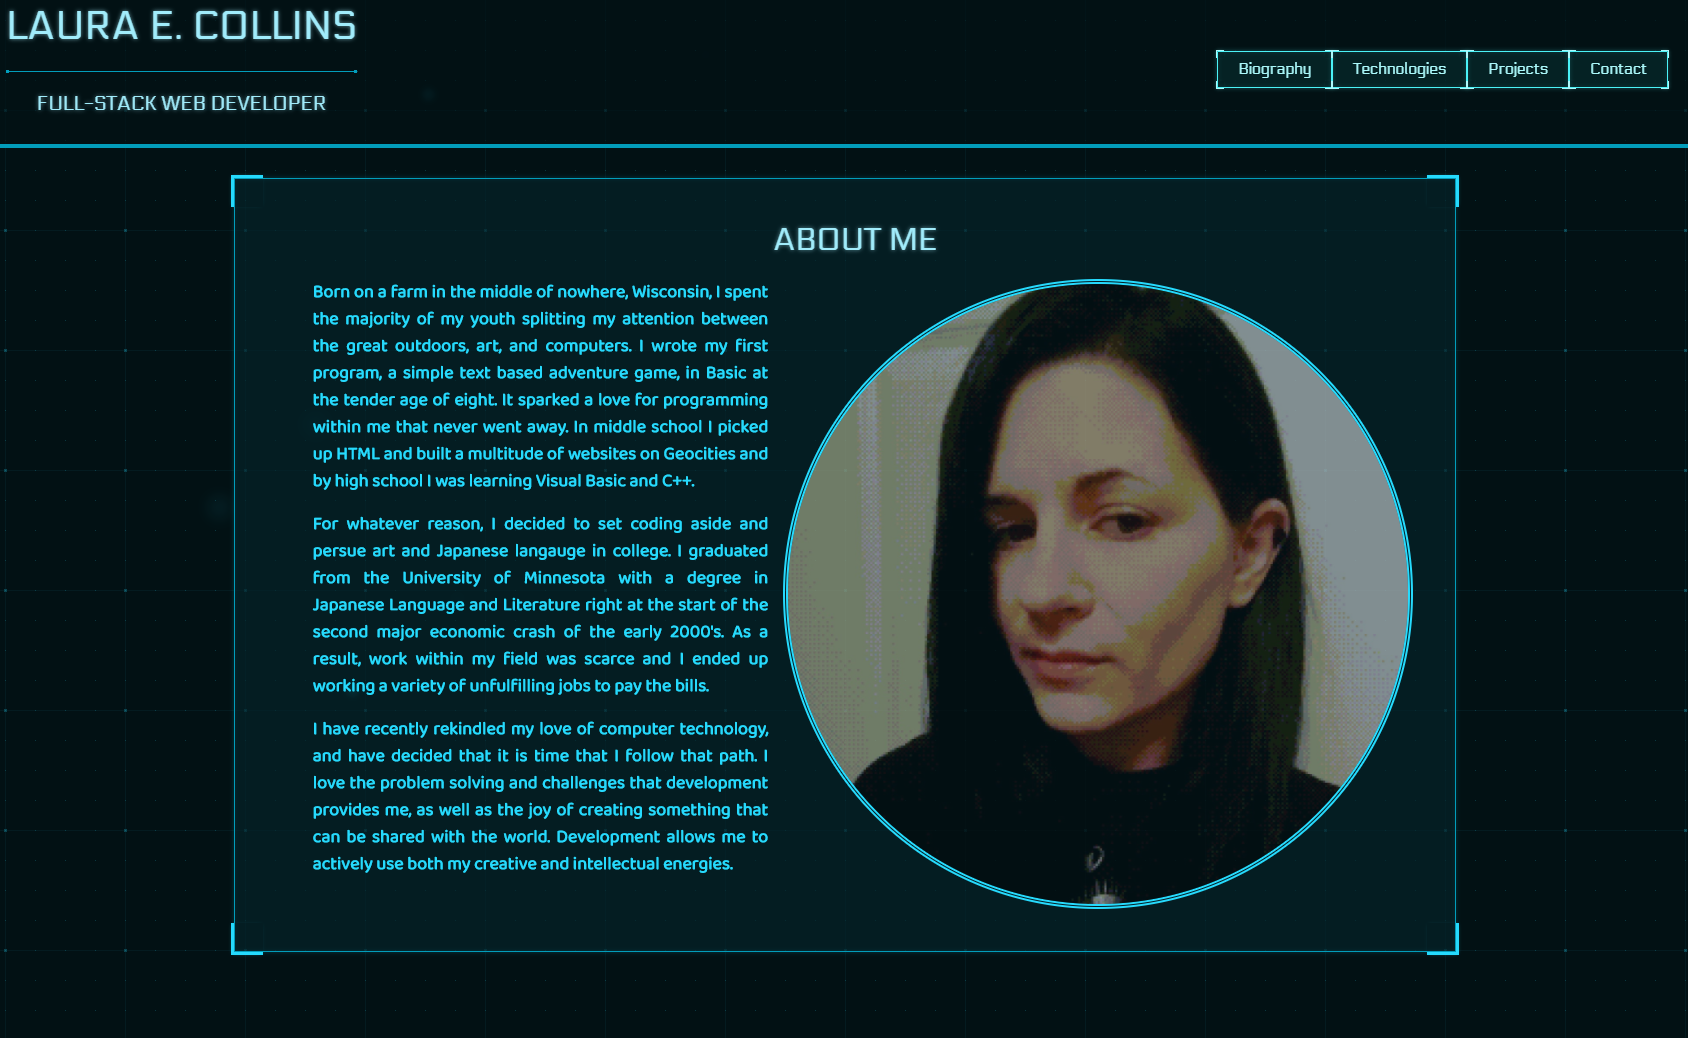 LAURA E. COLLINS
FULL-STACK WEB DEVELOPER
Biography
Technologies
Projects
Contact
ABOUT ME
Born on a farm in the middle of nowhere, Wisconsin, I spent
the majority of my youth splitting my attention between
the great outdoors, art, and computers. I wrote my first
program, a simple text based adventure game, in Basic at
the tender age of eight. It sparked a love for programming
within me that never went away. In middle school I picked
up HTML and built a multitude of websites on Geocities and
by high school I was learning Visual Basic and C++.
For whatever reason, I decided to set coding aside and
persue art and Japanese langauge in college. I graduated
from the University of Minnesota with a degree in
Japanese Language and Literature right at the start of the
second major economic crash of the early 2000's. As a
result, work within my field was scarce and I ended up
working a variety of unfulfilling jobs to pay the bills.
I have recently rekindled my love of computer technology,
and have decided that it is time that I follow that path. I
love the problem solving and challenges that development
provides me, as well as the joy of creating something that
can be shared with the world. Development allows me to
actively use both my creative and intellectual energies.